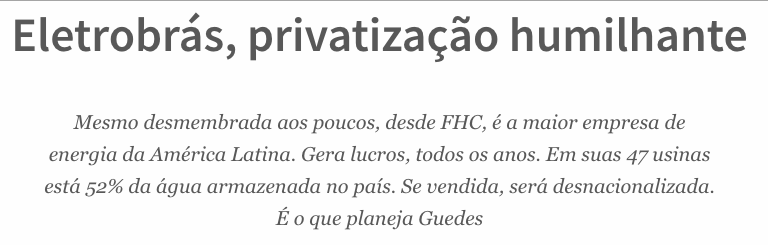 Eletrobrás, privatização humilhante
Mesmo desmembrada aos poucos, desde FHC, é a maior empresa de
energia da América Latina. Gera lucros, todos os anos. Em suas 47 usinas
está 52% da água armazenada no país. Se vendida, será desnacionalizada.
É o que planeja Guedes